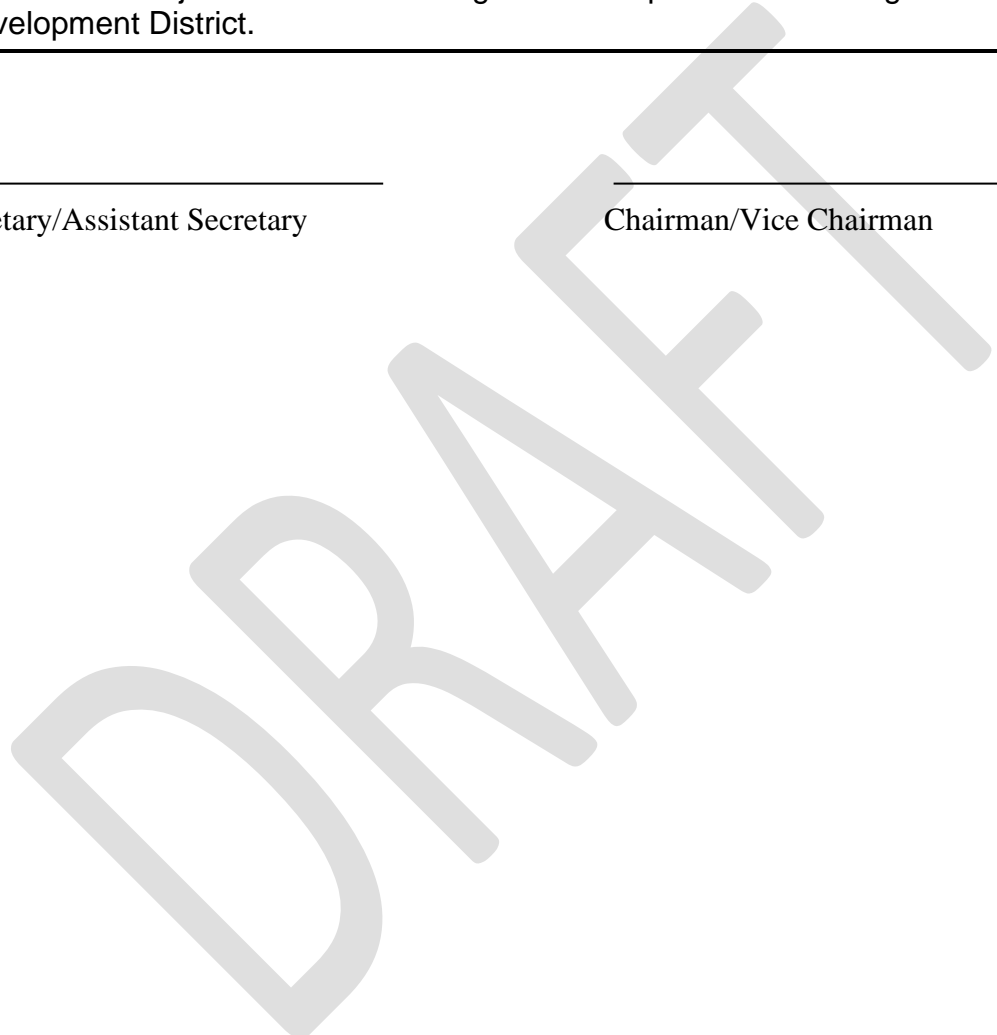 velopment District.
etary/Assistant Secretary Chairman/Vice Chairman
DRAFT